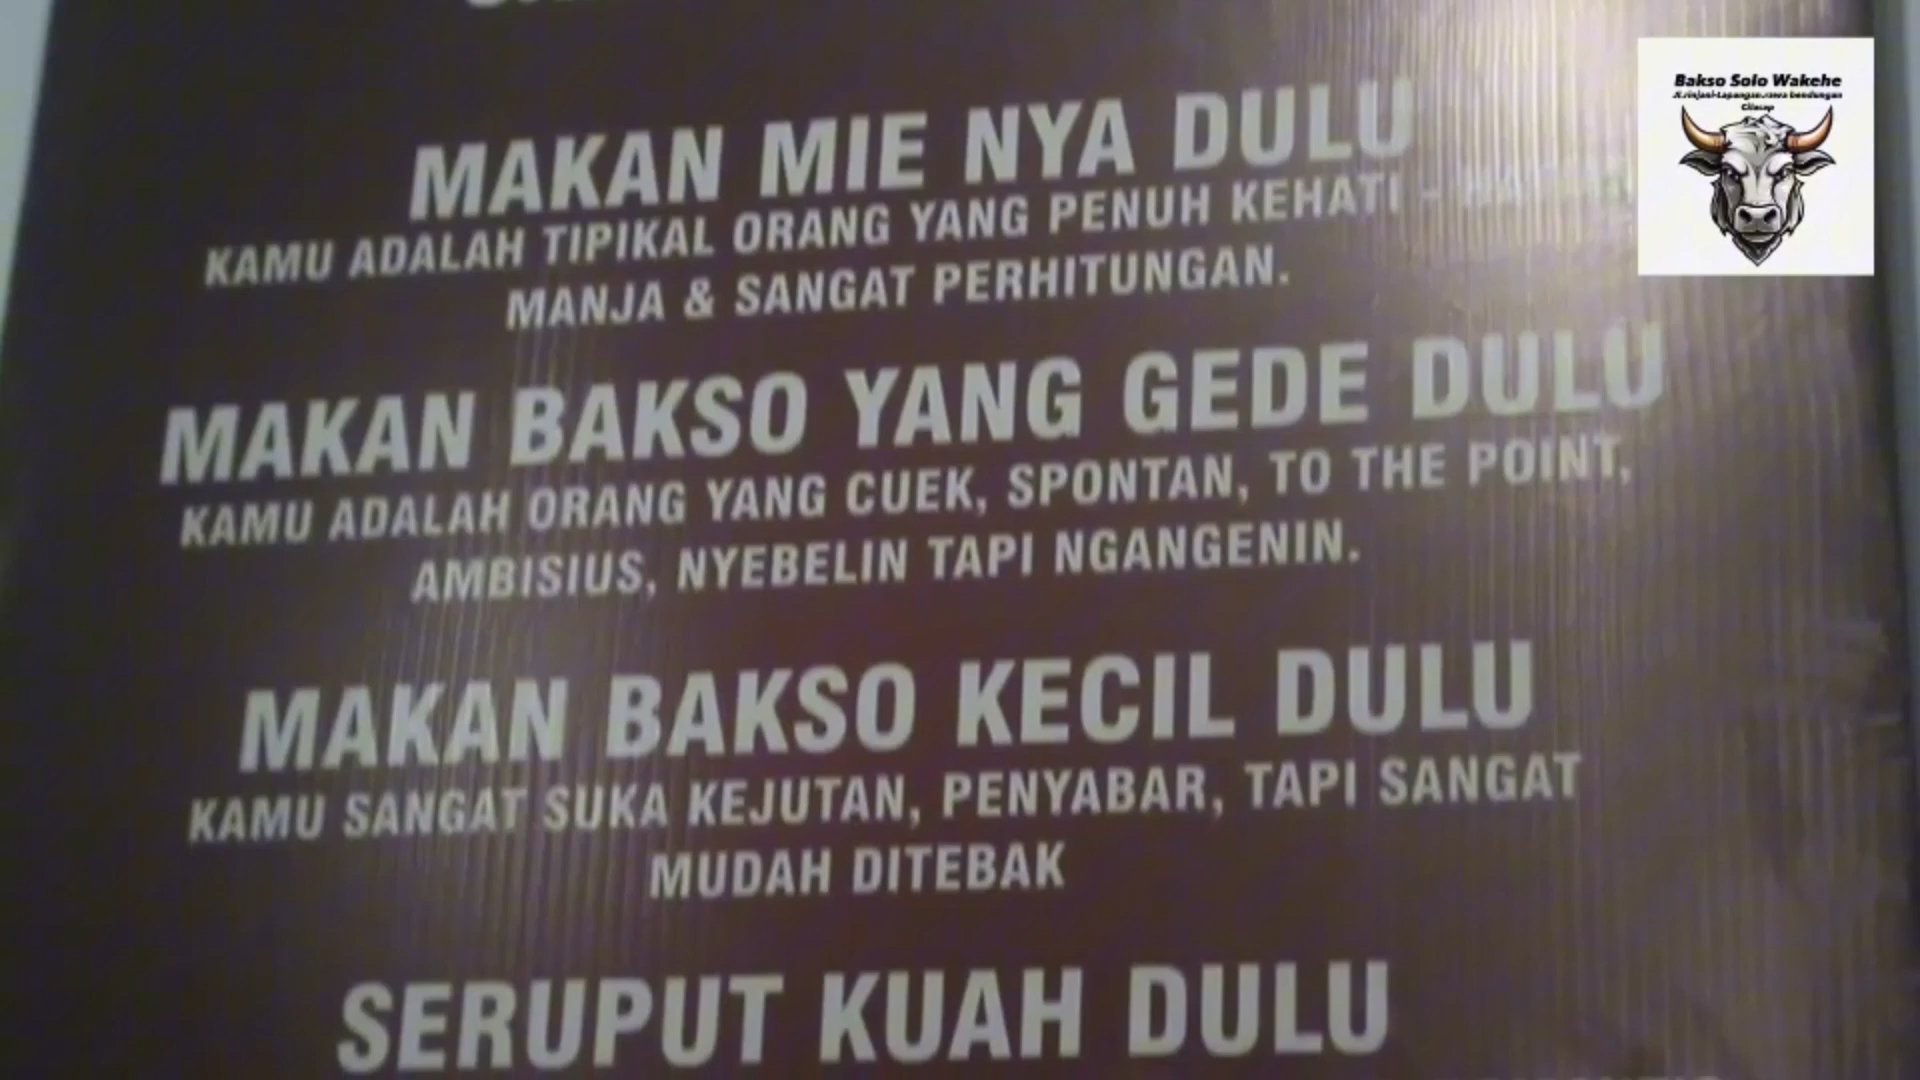 MAKAN MIE NYA DULU
KAMU ADALAH TIPIKAL ORANG YANG PENUH KEHATI -
MANJA & SANGAT PERHITUNGAN.
MAKAN BAKSO YANG GEDE DULU
KAMU ADALAH ORANG YANG CUEK, SPONTAN, TO THE POINT,
AMBISIUS, NYEBELIN TAPI NGANGENIN.
MAKAN BAKSO KECIL DULU
KAMU SANGAT SUKA KEJUTAN, PENYABAR, TAPI SANGAT
MUDAH DITEBAK
SERUPUT KUAH DULU
Bakso Solo Wakehe
Cilacap